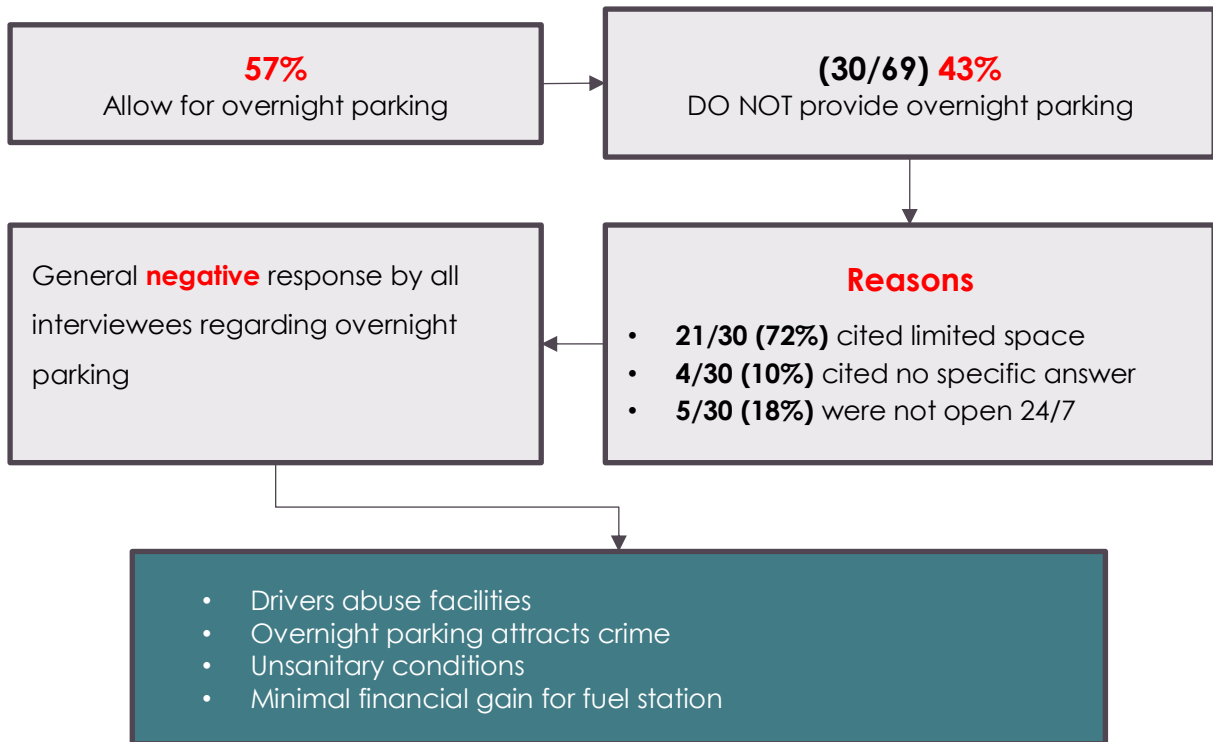 57%
Allow for overnight parking
(30/69) 43%
DO NOT provide overnight parking
Reasons
• 21/30 (72%) cited limited space
• 4/30 (10%) cited no specific answer
• 5/30 (18%) were not open 24/7
General negative response by all
interviewees regarding overnight
parking
• Drivers abuse facilities
• Overnight parking attracts crime
• Unsanitary conditions
• Minimal financial gain for fuel station